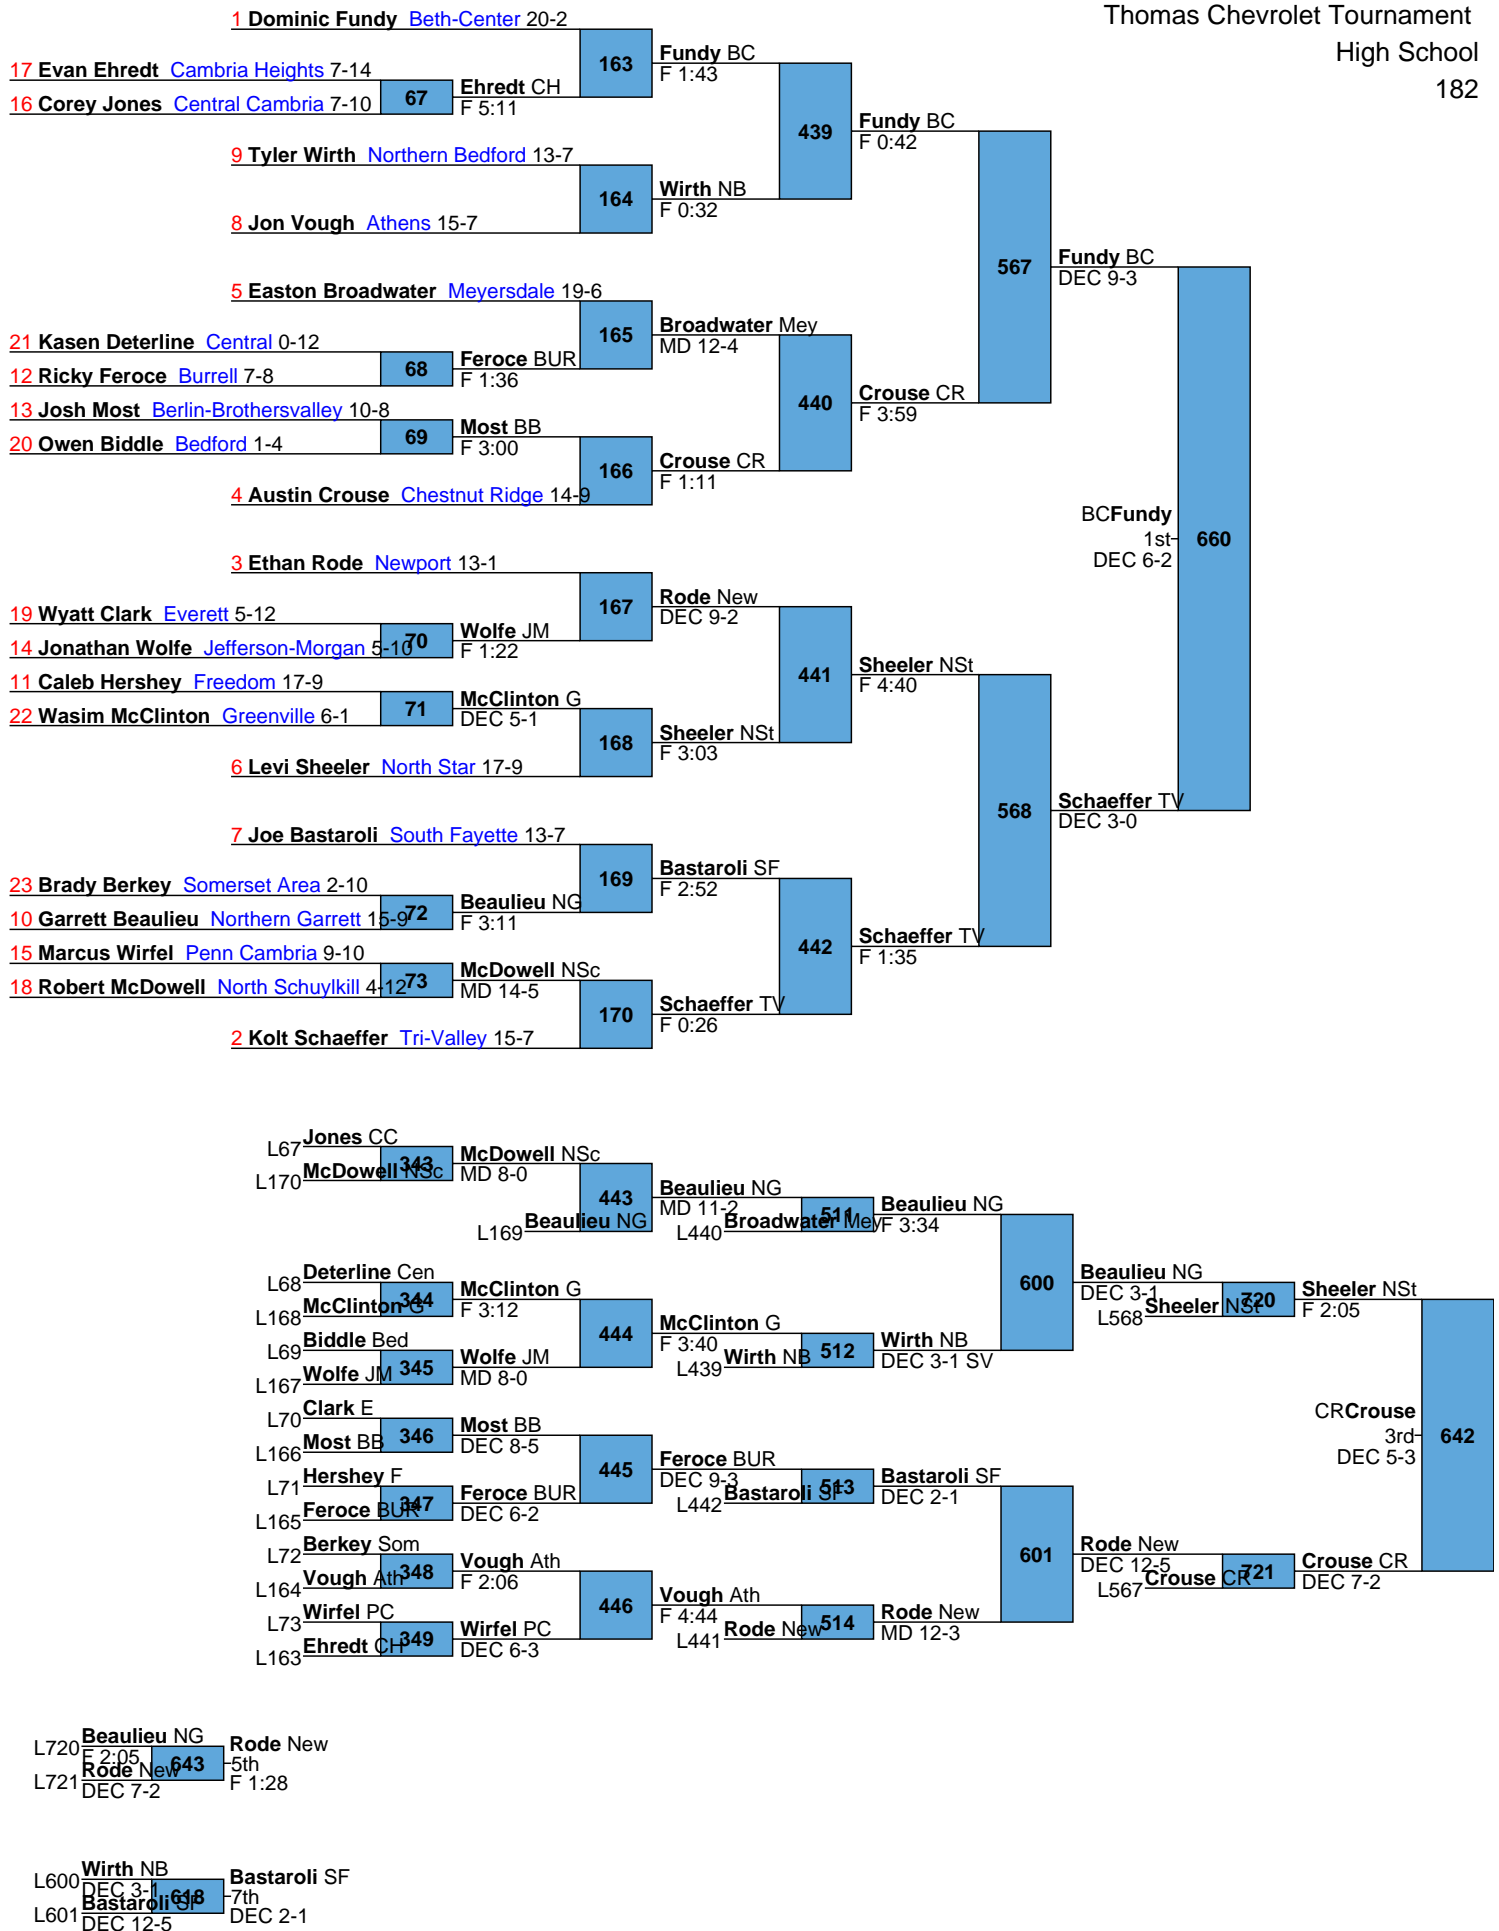 Thomas Chevrolet Tournament
High School
182
1 Dominic Fundy Beth-Center 20-2
17 Evan Ehredt Cambria Heights 7-14
16 Corey Jones Central Cambria 7-10
67
Ehredt CH
F 5:11
163
Fundy BC
F 1:43
9 Tyler Wirth Northern Bedford 13-7
8 Jon Vough Athens 15-7
164
Wirth NB
F 0:32
439
Fundy BC
F 0:42
5 Easton Broadwater Meyersdale 19-6
21 Kasen Deterline Central 0-12
12 Ricky Feroce Burrell 7-8
68
Feroce BUR
F 1:36
165
Broadwater Mey
MD 12-4
13 Josh Most Berlin-Brothersvalley 10-8
20 Owen Biddle Bedford 1-4
69
Most BB
F 3:00
4 Austin Crouse Chestnut Ridge 14-9
166
Crouse CR
F 1:11
440
Crouse CR
F 3:59
567
Fundy BC
DEC 9-3
3 Ethan Rode Newport 13-1
19 Wyatt Clark Everett 5-12
14 Jonathan Wolfe Jefferson-Morgan 5-10
70
Wolfe JM
F 1:22
167
Rode New
DEC 9-2
11 Caleb Hershey Freedom 17-9
22 Wasim McClinton Greenville 6-1
71
McClinton G
DEC 5-1
6 Levi Sheeler North Star 17-9
168
Sheeler NSt
F 3:03
441
Sheeler NSt
F 4:40
7 Joe Bastaroli South Fayette 13-7
23 Brady Berkey Somerset Area 2-10
10 Garrett Beaulieu Northern Garrett 15-9
72
Beaulieu NG
F 3:11
169
Bastaroli SF
F 2:52
15 Marcus Wirfel Penn Cambria 9-10
18 Robert McDowell North Schuylkill 4-12
73
McDowell NSc
MD 14-5
2 Kolt Schaeffer Tri-Valley 15-7
170
Schaeffer TV
F 0:26
442
Schaeffer TV
F 1:35
568
Schaeffer TV
DEC 3-0
BCFundy
1st
DEC 6-2
660
L67 Jones CC
L170 McDowell NSc
343
McDowell NSc
MD 8-0
L169 Beaulieu NG
443
Beaulieu NG
MD 11-2
L440 Broadwater Mey
511
Beaulieu NG
F 3:34
L68 Deterline Cen
L168 McClinton G
344
McClinton G
F 3:12
L69 Biddle Bed
L167 Wolfe JM
345
Wolfe JM
MD 8-0
444
McClinton G
F 3:40
L439 Wirth NB
512
Wirth NB
DEC 3-1 SV
600
Beaulieu NG
DEC 3-1
L568 Sheeler NSt
720
Sheeler NSt
F 2:05
L70 Clark E
L166 Most BB
346
Most BB
DEC 8-5
L71 Hershey F
L165 Feroce BUR
347
Feroce BUR
DEC 6-2
445
Feroce BUR
DEC 9-3
L442 Bastaroli SF
513
Bastaroli SF
DEC 2-1
L72 Berkey Som
L164 Vough Ath
348
Vough Ath
F 2:06
L73 Wirfel PC
L163 Ehredt CH
349
Wirfel PC
DEC 6-3
446
Vough Ath
F 4:44
L441 Rode New
514
Rode New
MD 12-3
601
Rode New
DEC 12-5
L567 Crouse CR
721
Crouse CR
DEC 7-2
CRCrouse
3rd
DEC 5-3
642
L720 Beaulieu NG
F 2:05
L721 Rode New
DEC 7-2
643
Rode New
5th
F 1:28
L600 Wirth NB
DEC 3-1
L601 Bastaroli SF
DEC 12-5
618
Bastaroli SF
7th
DEC 2-1